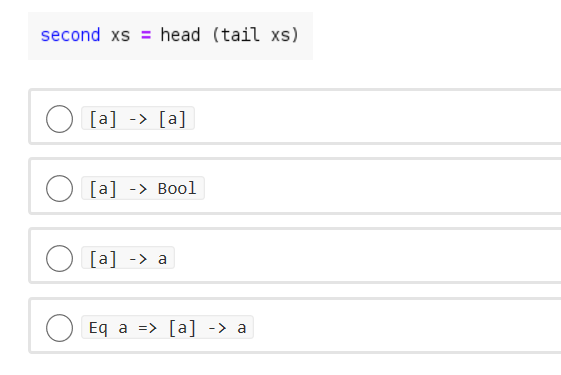 second xs = head (tail xs)
[a] -> [a]
[a] -> Bool
[a] -> a
Eq a => [a] -> a